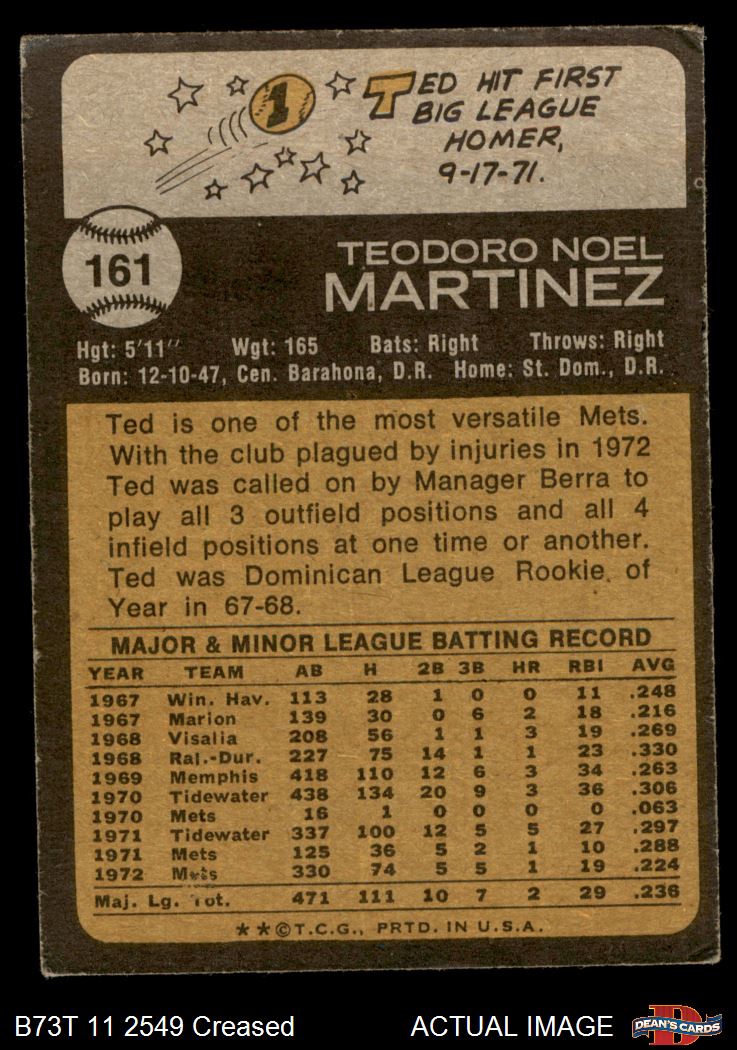 1 TED HIT FIRST
BIG LEAGUE
HOMER,
9-17-71.
161
TEODORO NOEL
MARTINEZ
Hgt: 5'11" Wgt: 165 Bats: Right Throws: Right
Born: 12-10-47, Cen. Barahona, D.R. Home: St. Dom., D.R.
Ted is one of the most versatile Mets.
With the club plagued by injuries in 1972
Ted was called on by Manager Berra to
play all 3 outfield positions and all 4
infield positions at one time or another.
Ted was Dominican League Rookie of
Year in 67-68.
MAJOR & MINOR LEAGUE BATTING RECORD
YEAR TEAM AB H 2B 3B HR RBI AVG
1967 Win. Hav. 113 28 1 0 0 11 .248
1967 Marion 139 30 0 6 2 18 .216
1968 Visalia 208 56 1 1 3 19 .269
1968 Ral.-Dur. 227 75 14 1 1 23 .330
1969 Memphis 418 110 12 6 3 34 .263
1970 Tidewater 438 134 20 9 3 36 .306
1970 Mets 16 1 0 0 0 0 .063
1971 Tidewater 337 100 12 5 5 27 .297
1971 Mets 125 36 5 2 1 10 .288
1972 Mets 330 74 5 5 1 19 .224
Maj. Lg. Tot. 471 111 10 7 2 29 .236
**©T.C.G., PRTD. IN U.S.A.
B73T 11 2549 Creased ACTUAL IMAGE D DEAN'S CARDS